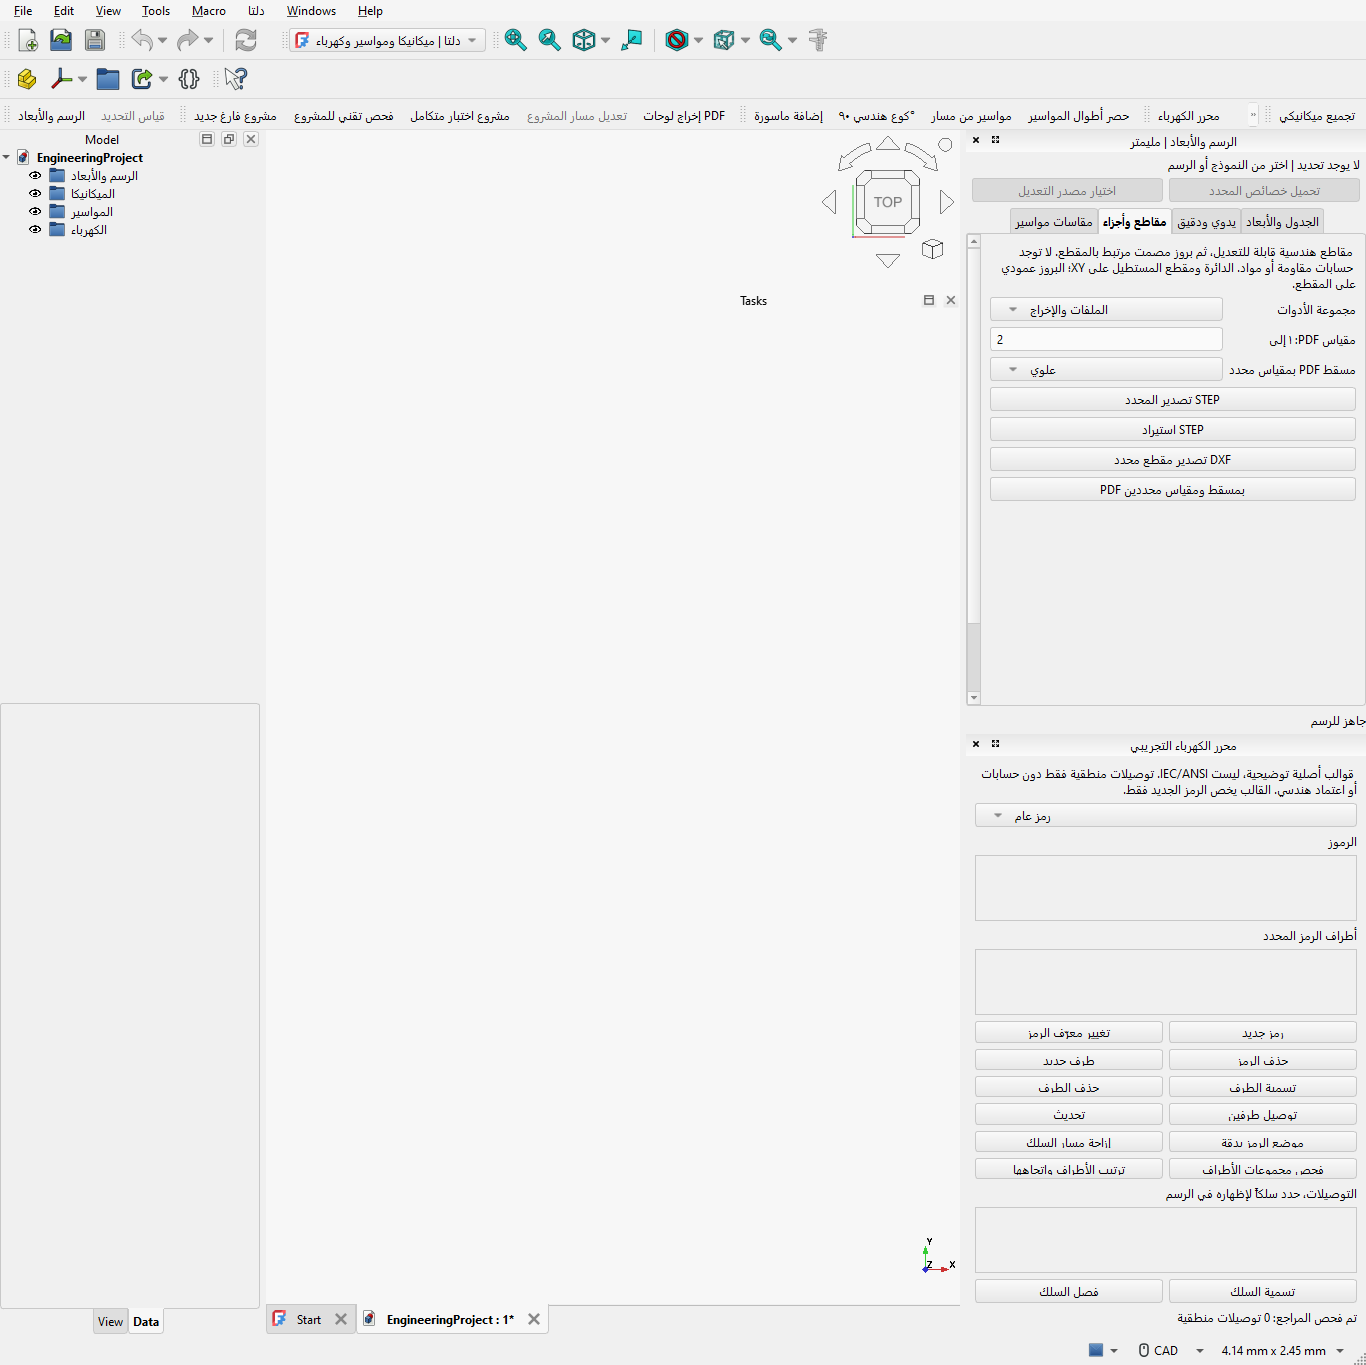 File Edit View Tools Macro دلتا Windows Help
دلتا | ميكانيكا ومواسير وكهرباء
الرسم والأبعاد قياس التحديد مشروع فارغ جديد فحص تقني للمشروع مشروع اختبار متكامل تعديل مسار المشروع إخراج لوحات PDF إضافة ماسورة كوع هندسي ٩٠° مواسير من مسار حصر أطوال المواسير محرر الكهرباء تجميع ميكانيكي
Model
EngineeringProject
الرسم والأبعاد
الميكانيكا
المواسير
الكهرباء
TOP
Tasks
الرسم والأبعاد | مليمتر
لا يوجد تحديد | اختر من النموذج أو الرسم
تحميل خصائص المحدد
اختيار مصدر التعديل
الجدول والأبعاد يدوي ودقيق مقاطع وأجزاء مقاسات مواسير
مقاطع هندسية قابلة للتعديل، ثم بروز مصمت مرتبط بالمقطع. لا توجد
حسابات مقاومة أو مواد. الدائرة ومقطع المستطيل على XY؛ البروز عمودي
على المقطع.
مجموعة الأدوات الملفات والإخراج
مقياس PDF:١ إلى 2
مسقط PDF بمقياس محدد علوي
تصدير المحدد STEP
استيراد STEP
تصدير مقطع محدد DXF
PDF بمسقط ومقياس محددين
جاهز للرسم
محرر الكهرباء التجريبي
قوالب أصلية توضيحية، ليست IEC/ANSI. توصيلات منطقية فقط دون حسابات
أو اعتماد هندسي. القالب يخص الرمز الجديد فقط.
رمز عام
الرموز
أطراف الرمز المحدد
رمز جديد تغيير معرّف الرمز
حذف الرمز طرف جديد
تسمية الطرف حذف الطرف
توصيل طرفين تحديث
موضع الرمز بدقة إزاحة مسار السلك
فحص مجموعات الأطراف ترتيب الأطراف واتجاهها
التوصيلات، حدد سلكاً لإظهاره في الرسم
تسمية السلك فصل السلك
تم فحص المراجع: 0 توصيلات منطقية
Y
Z X
View Data
Start EngineeringProject : 1*
CAD 4.14 mm x 2.45 mm